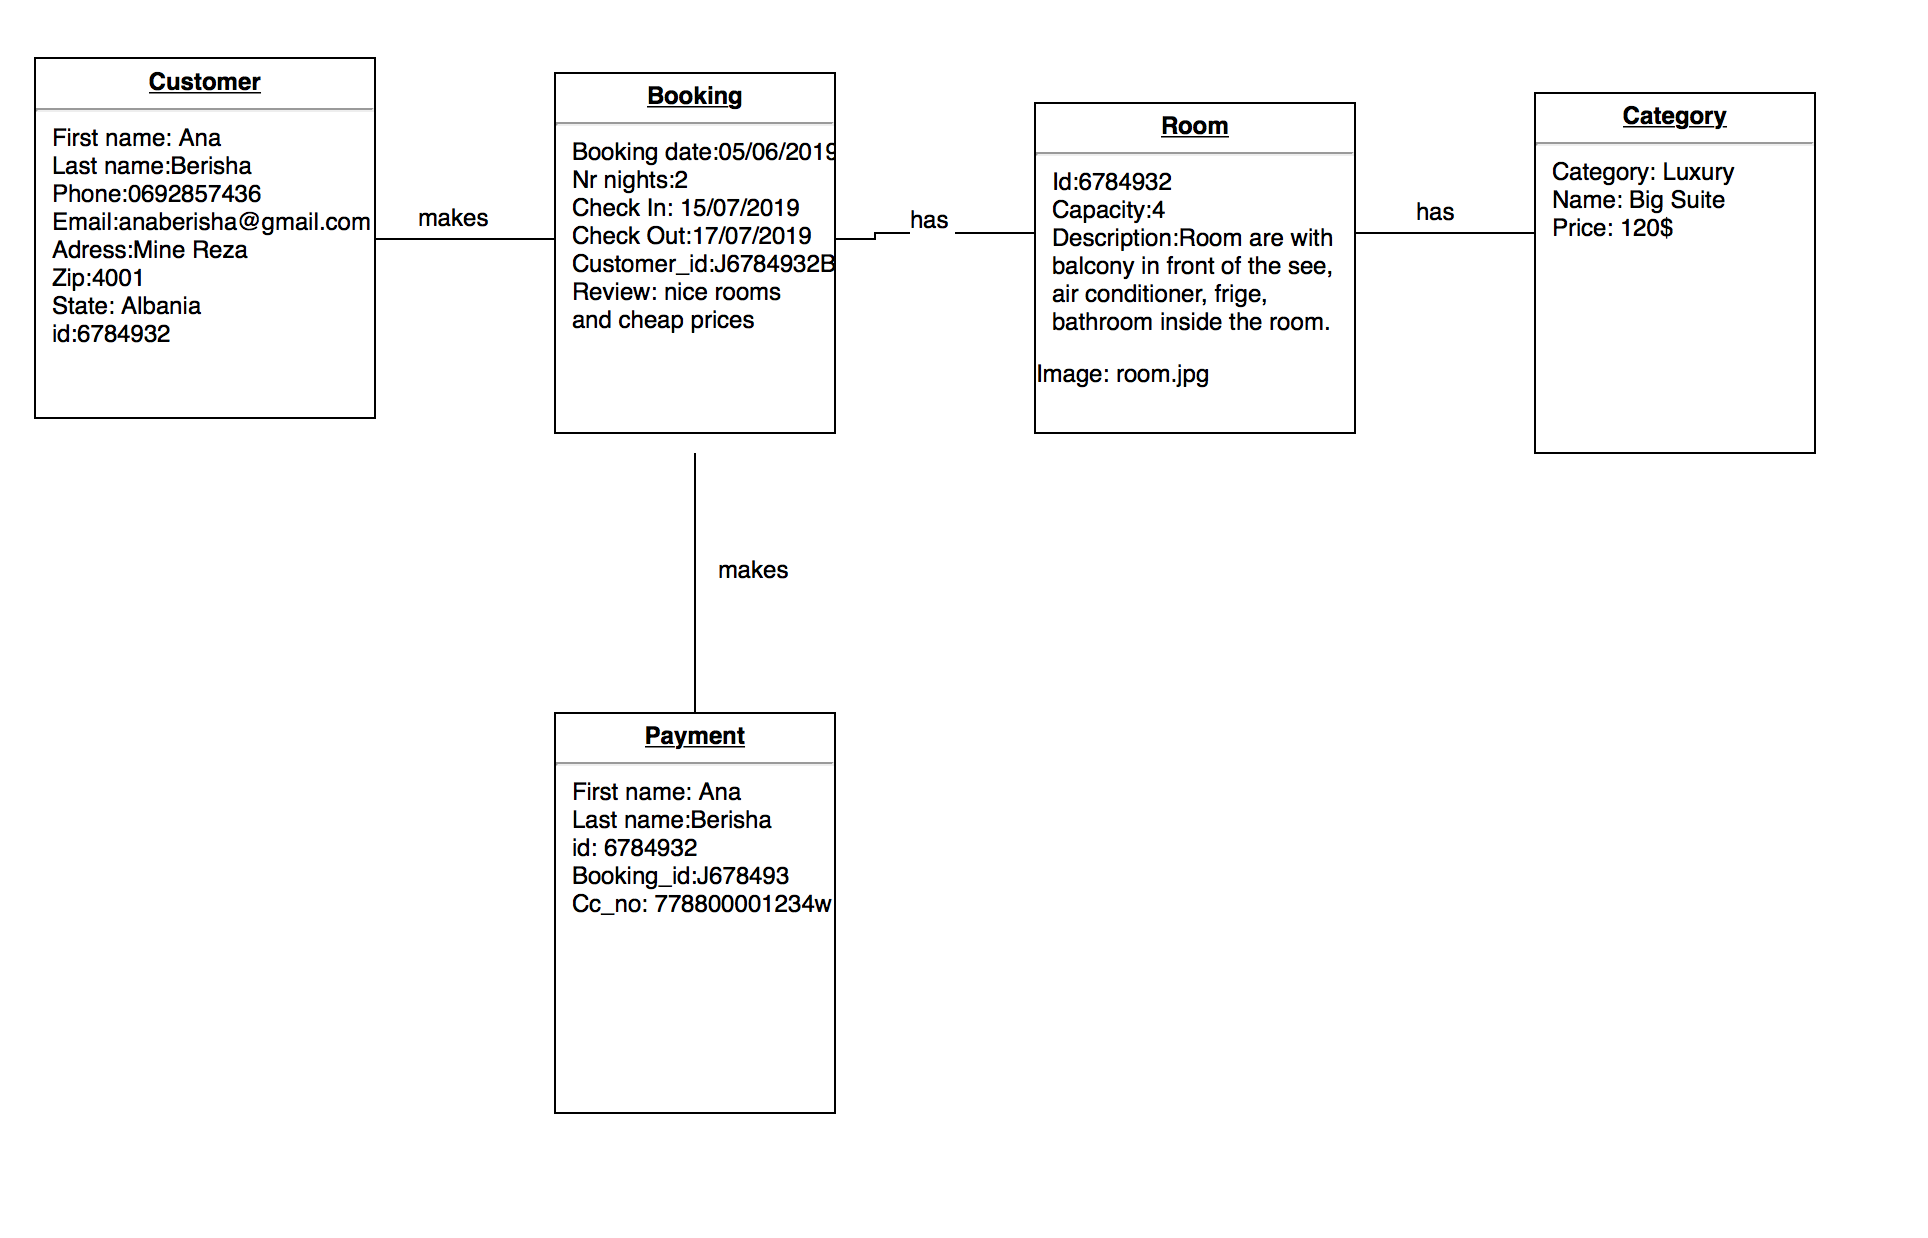 Customer
First name: Ana
Last name:Berisha
Phone:0692857436
Email:anaberisha@gmail.com
Adress:Mine Reza
Zip:4001
State: Albania
id:6784932
makes
Booking
Booking date:05/06/2019
Nr nights:2
Check In: 15/07/2019
Check Out:17/07/2019
Customer_id:J6784932B
Review: nice rooms
and cheap prices
has
Room
Id:6784932
Capacity:4
Description:Room are with
balcony in front of the see,
air conditioner, frige,
bathroom inside the room.
Image: room.jpg
has
Category
Category: Luxury
Name: Big Suite
Price: 120$
makes
Payment
First name: Ana
Last name:Berisha
id: 6784932
Booking_id:J678493
Cc_no: 778800001234w